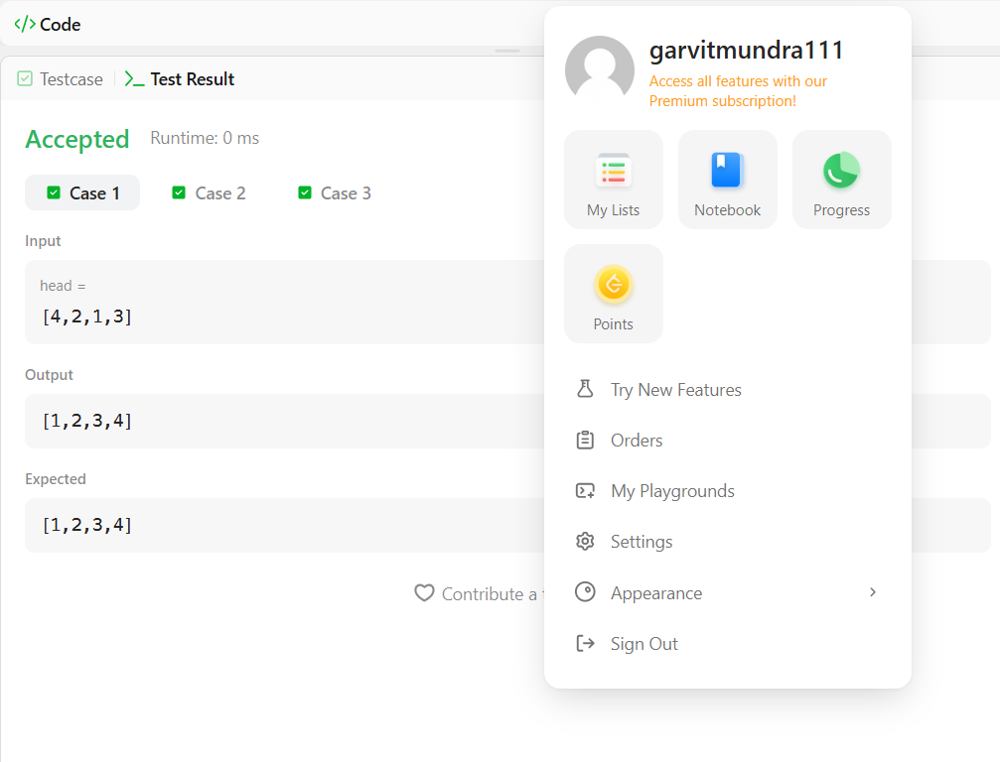 </> Code
Testcase
Test Result
Accepted
Runtime: 0 ms
Case 1
Case 2
Case 3
Input
head =
[4,2,1,3]
Output
[1,2,3,4]
Expected
[1,2,3,4]
Contribute a
garvitmundra111
Access all features with our
Premium subscription!
My Lists
Notebook
Progress
Points
Try New Features
Orders
My Playgrounds
Settings
Appearance
Sign Out